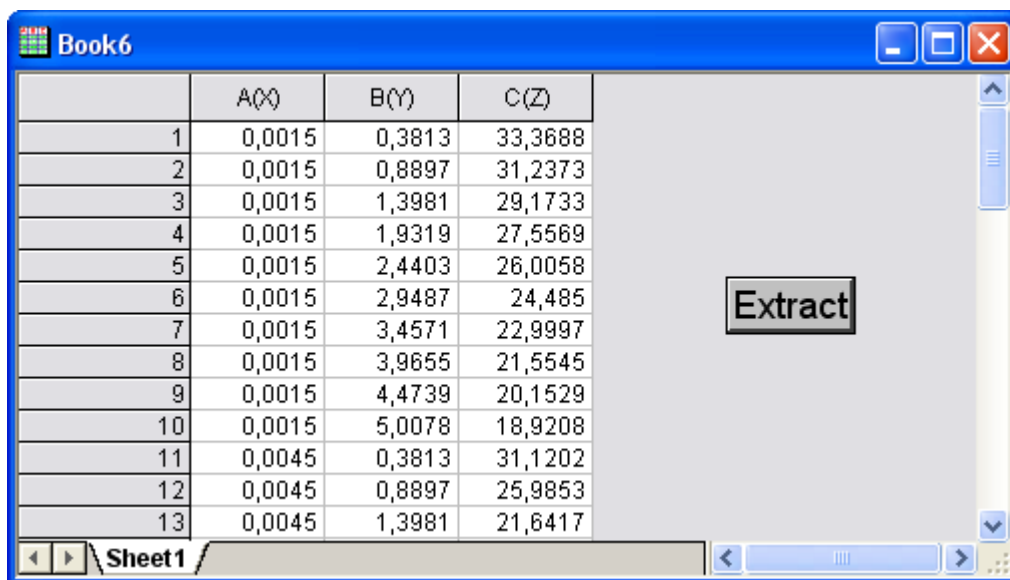 Book6
A(X) B(Y) C(Z)
1 0,0015 0,3813 33,3688
2 0,0015 0,8897 31,2373
3 0,0015 1,3981 29,1733
4 0,0015 1,9319 27,5569
5 0,0015 2,4403 26,0058
6 0,0015 2,9487 24,485
7 0,0015 3,4571 22,9997
8 0,0015 3,9655 21,5545
9 0,0015 4,4739 20,1529
10 0,0015 5,0078 18,9208
11 0,0045 0,3813 31,1202
12 0,0045 0,8897 25,9853
13 0,0045 1,3981 21,6417
Extract
Sheet1